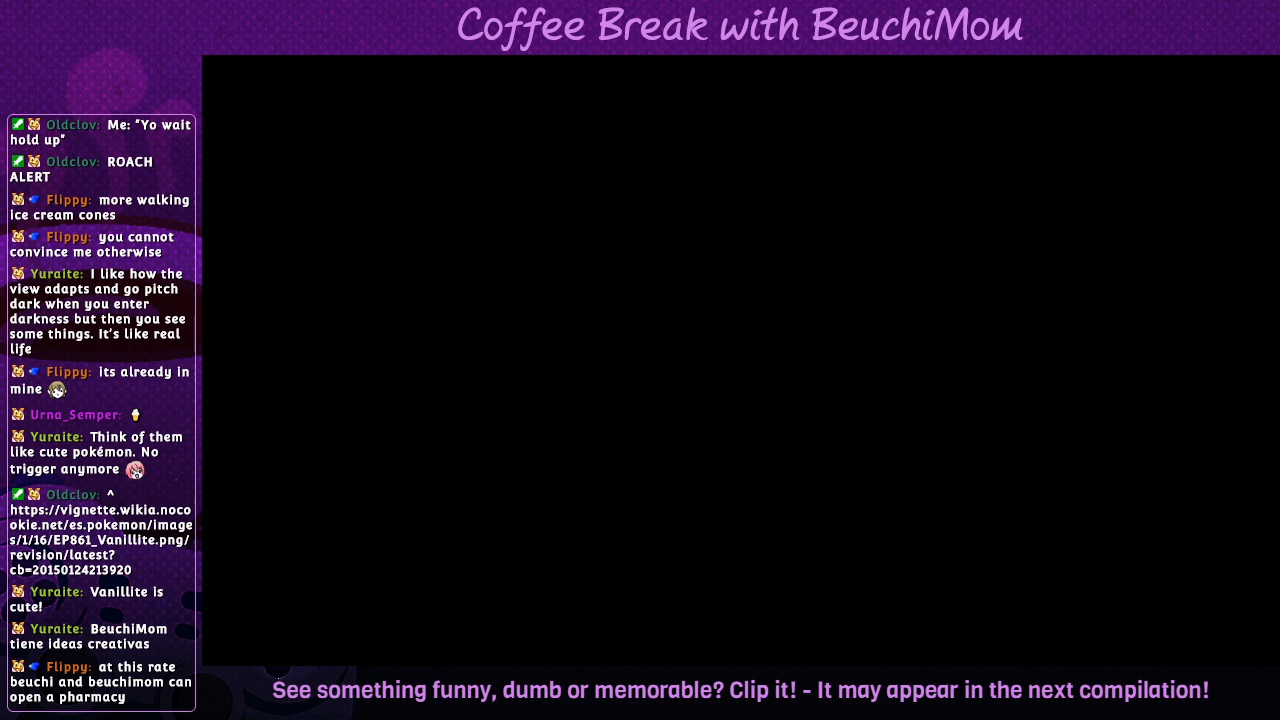 Coffee Break with BeuchiMom
Oldclov: Me: "Yo wait
hold up"
Oldclov: ROACH
ALERT
Flippy: more walking
ice cream cones
Flippy: you cannot
convince me otherwise
Yuraite: I like how the
view adapts and go pitch
dark when you enter
darkness but then you see
some things. It's like real
life
Flippy: its already in
mine
Urna_Semper:
Yuraite: Think of them
like cute pokémon. No
trigger anymore
Oldclov: ^
https://vignette.wikia.noco
okie.net/es.pokemon/image
s/1/16/EP861_Vanillite.png/
revision/latest?
cb=20150124213920
Yuraite: Vanillite is
cute!
Yuraite: BeuchiMom
tiene ideas creativas
Flippy: at this rate
beuchi and beuchimom can
open a pharmacy
See something funny, dumb or memorable? Clip it! - It may appear in the next compilation!